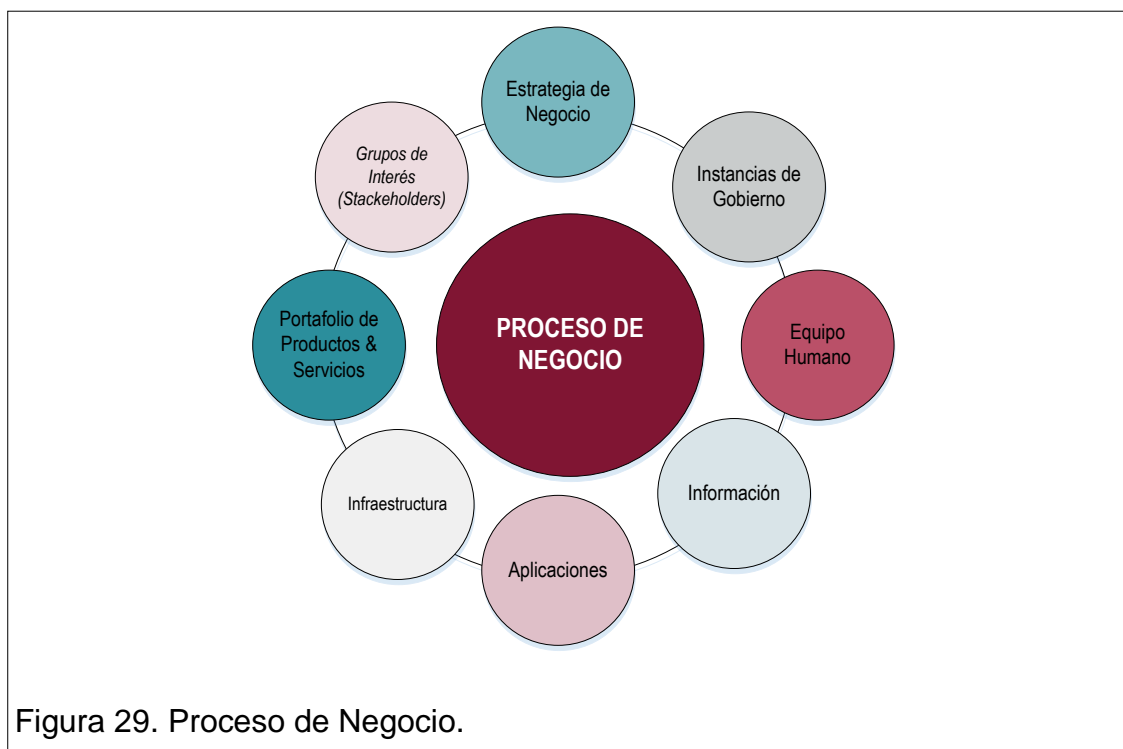 Estrategia de
Negocio
Grupos de
Interés
(Stackeholders)
Instancias de
Gobierno
Portafolio de
Productos &
Servicios
PROCESO DE
NEGOCIO
Equipo
Humano
Infraestructura
Información
Aplicaciones
Figura 29. Proceso de Negocio.